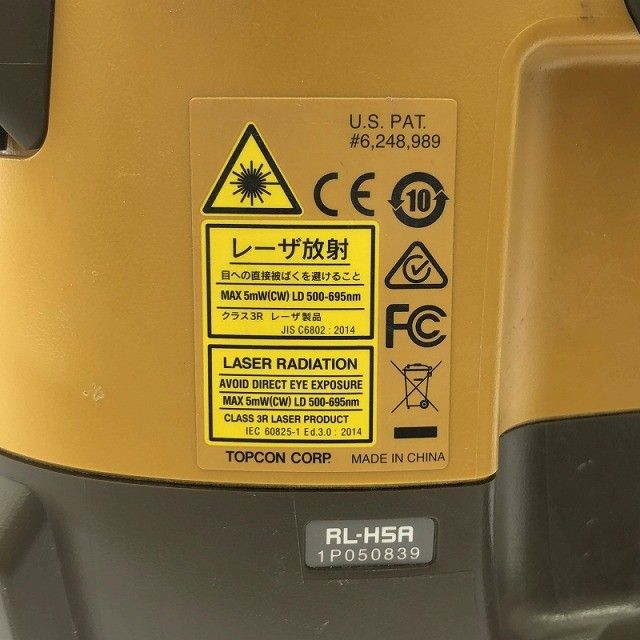 U.S. PAT.
#6,248,989
CE
10
レーザ放射
目への直接被ばくを避けること
MAX 5mW(CW) LD 500-695nm
クラス3R レーザ製品
JIS C6802 : 2014
FC
LASER RADIATION
AVOID DIRECT EYE EXPOSURE
MAX 5mW(CW) LD 500-695nm
CLASS 3R LASER PRODUCT
IEC 60825-1 Ed.3.0 : 2014
TOPCON CORP. MADE IN CHINA
RL-H5A
1P050839